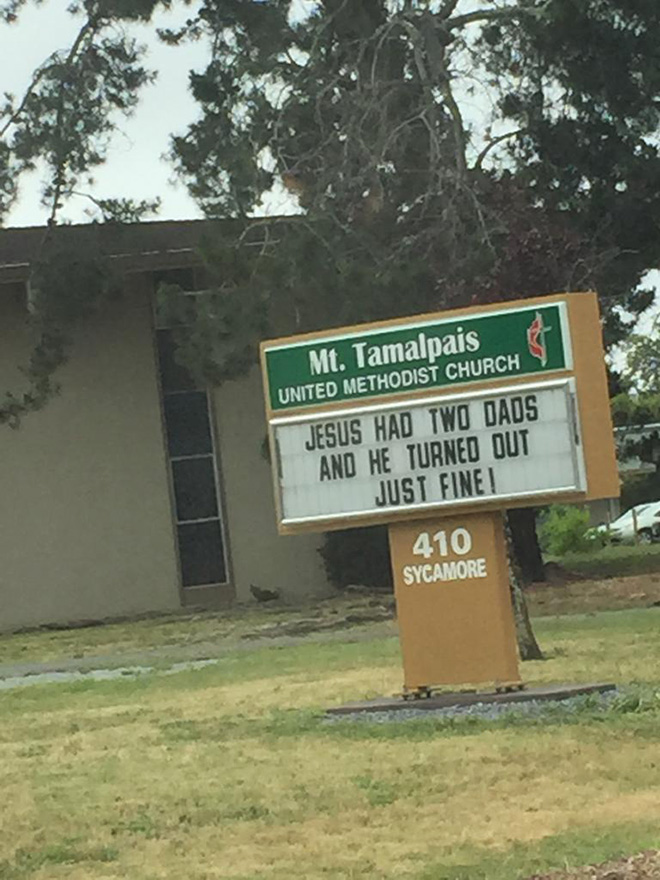 Mt. Tamalpais
UNITED METHODIST CHURCH
JESUS HAD TWO DADS
AND HE TURNED OUT
JUST FINE!
410
SYCAMORE